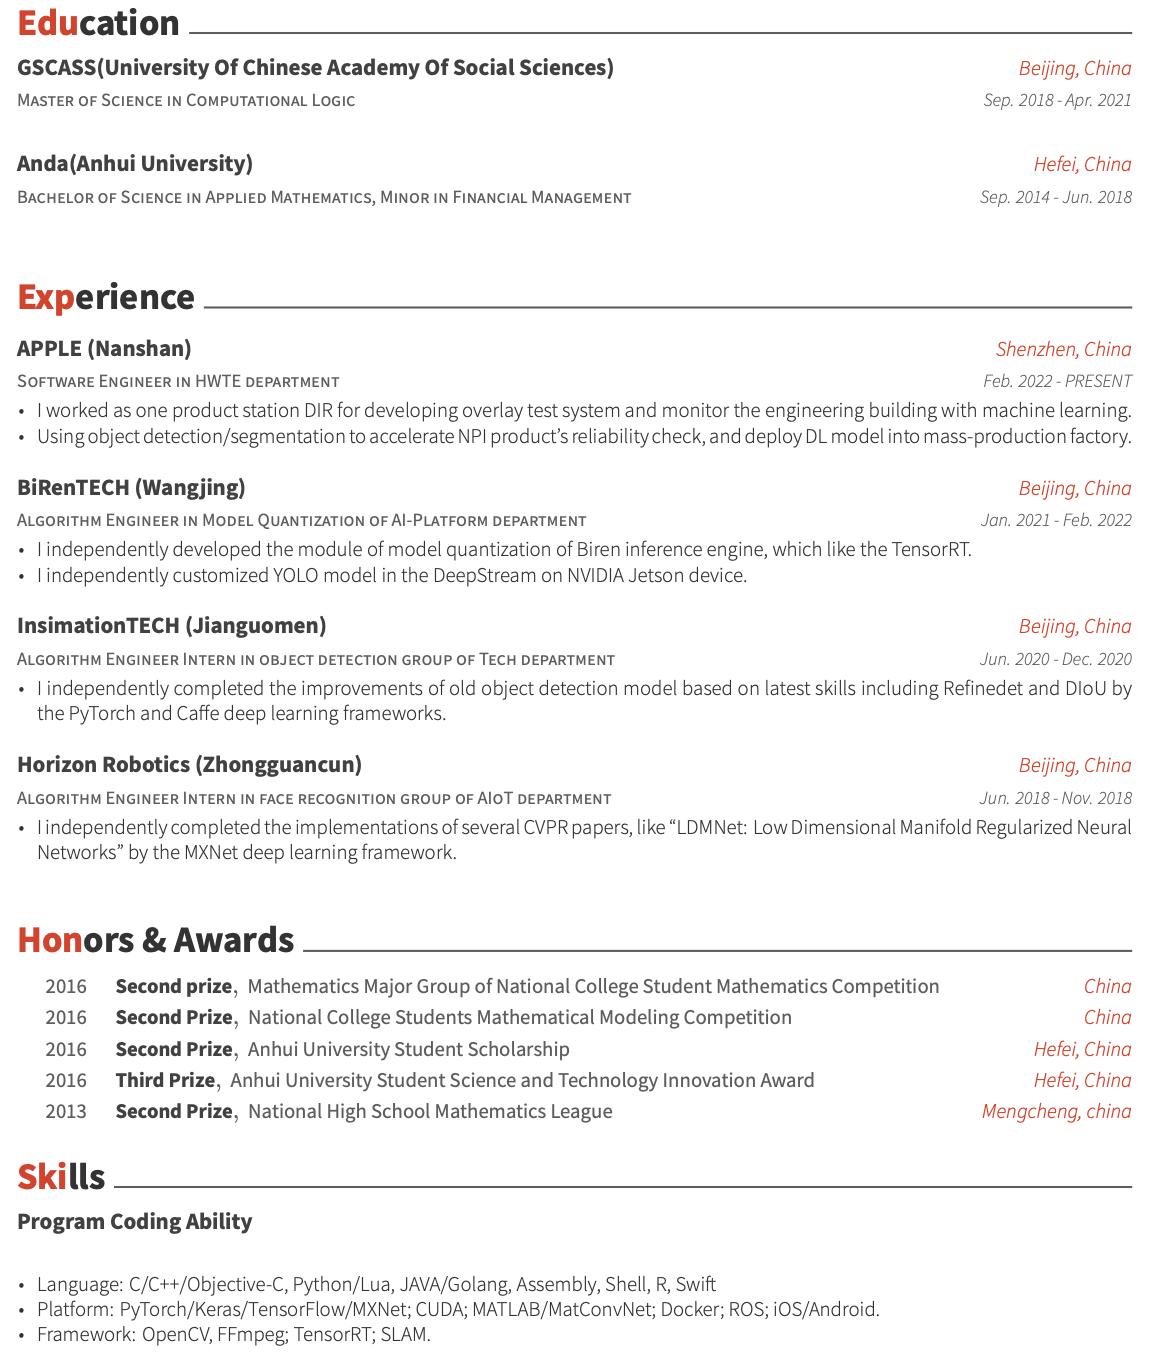 Education
GSCASS(University Of Chinese Academy Of Social Sciences) Beijing, China
Master of Science in Computational Logic Sep. 2018 - Apr. 2021
Anda(Anhui University) Hefei, China
Bachelor of Science in Applied Mathematics, Minor in Financial Management Sep. 2014 - Jun. 2018
Experience
APPLE (Nanshan) Shenzhen, China
Software Engineer in HWTE department Feb. 2022 - PRESENT
• I worked as one product station DIR for developing overlay test system and monitor the engineering building with machine learning.
• Using object detection/segmentation to accelerate NPI product's reliability check, and deploy DL model into mass-production factory.
BiRenTECH (Wangjing) Beijing, China
Algorithm Engineer in Model Quantization of AI-Platform department Jan. 2021 - Feb. 2022
• I independently developed the module of model quantization of Biren inference engine, which like the TensorRT.
• I independently customized YOLO model in the DeepStream on NVIDIA Jetson device.
InsimationTECH (Jianguomen) Beijing, China
Algorithm Engineer Intern in object detection group of Tech department Jun. 2020 - Dec. 2020
• I independently completed the improvements of old object detection model based on latest skills including Refinedet and DIoU by
the PyTorch and Caffe deep learning frameworks.
Horizon Robotics (Zhongguancun) Beijing, China
Algorithm Engineer Intern in face recognition group of AIoT department Jun. 2018 - Nov. 2018
• I independently completed the implementations of several CVPR papers, like “LDMNet: Low Dimensional Manifold Regularized Neural
Networks” by the MXNet deep learning framework.
Honors & Awards
2016 Second prize, Mathematics Major Group of National College Student Mathematics Competition China
2016 Second Prize, National College Students Mathematical Modeling Competition China
2016 Second Prize, Anhui University Student Scholarship Hefei, China
2016 Third Prize, Anhui University Student Science and Technology Innovation Award Hefei, China
2013 Second Prize, National High School Mathematics League Mengcheng, china
Skills
Program Coding Ability
• Language: C/C++/Objective-C, Python/Lua, JAVA/Golang, Assembly, Shell, R, Swift
• Platform: PyTorch/Keras/TensorFlow/MXNet; CUDA; MATLAB/MatConvNet; Docker; ROS; iOS/Android.
• Framework: OpenCV, FFmpeg; TensorRT; SLAM.